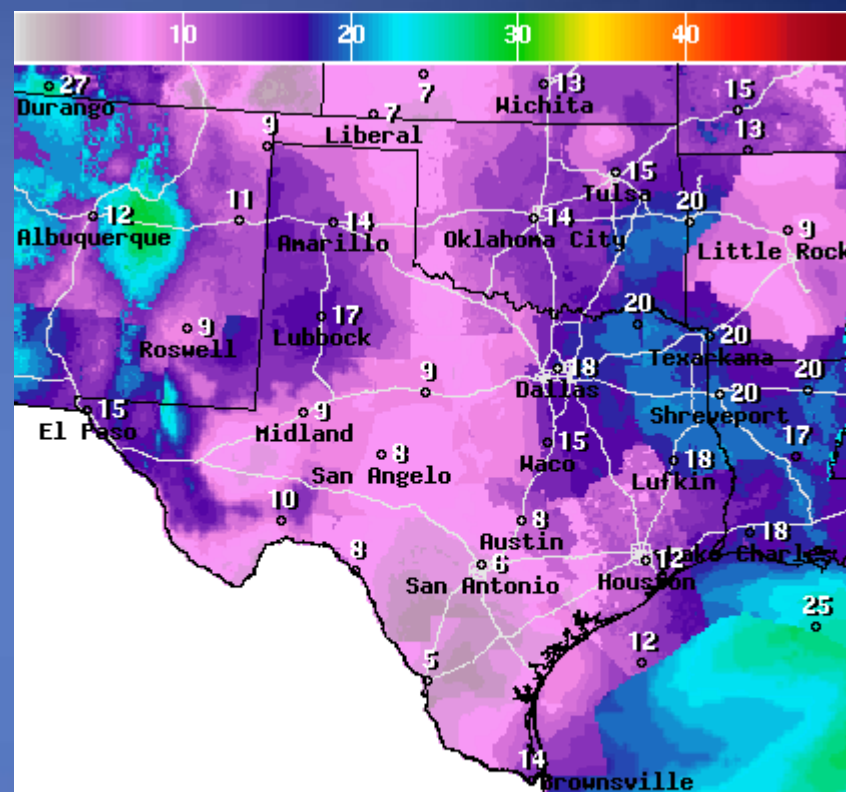 10 20 30 40
27 7 13 15
Durango Wichita
7
Liberal
9 13
15
Tulsa
12 11 14 14 20 9
Albuquerque Amarillo Oklahoma City Little Rock
9 17 20 20
Roswell Lubbock Texarkana
18
Dallas
9 20 20
Shreveport
15 9
El Paso Midland
8 15 18 17
San Angelo Waco Lufkin
10 8 18
Austin
8 6 12 Lake Charles
San Antonio Houston
25
12
5
14
Brownsville